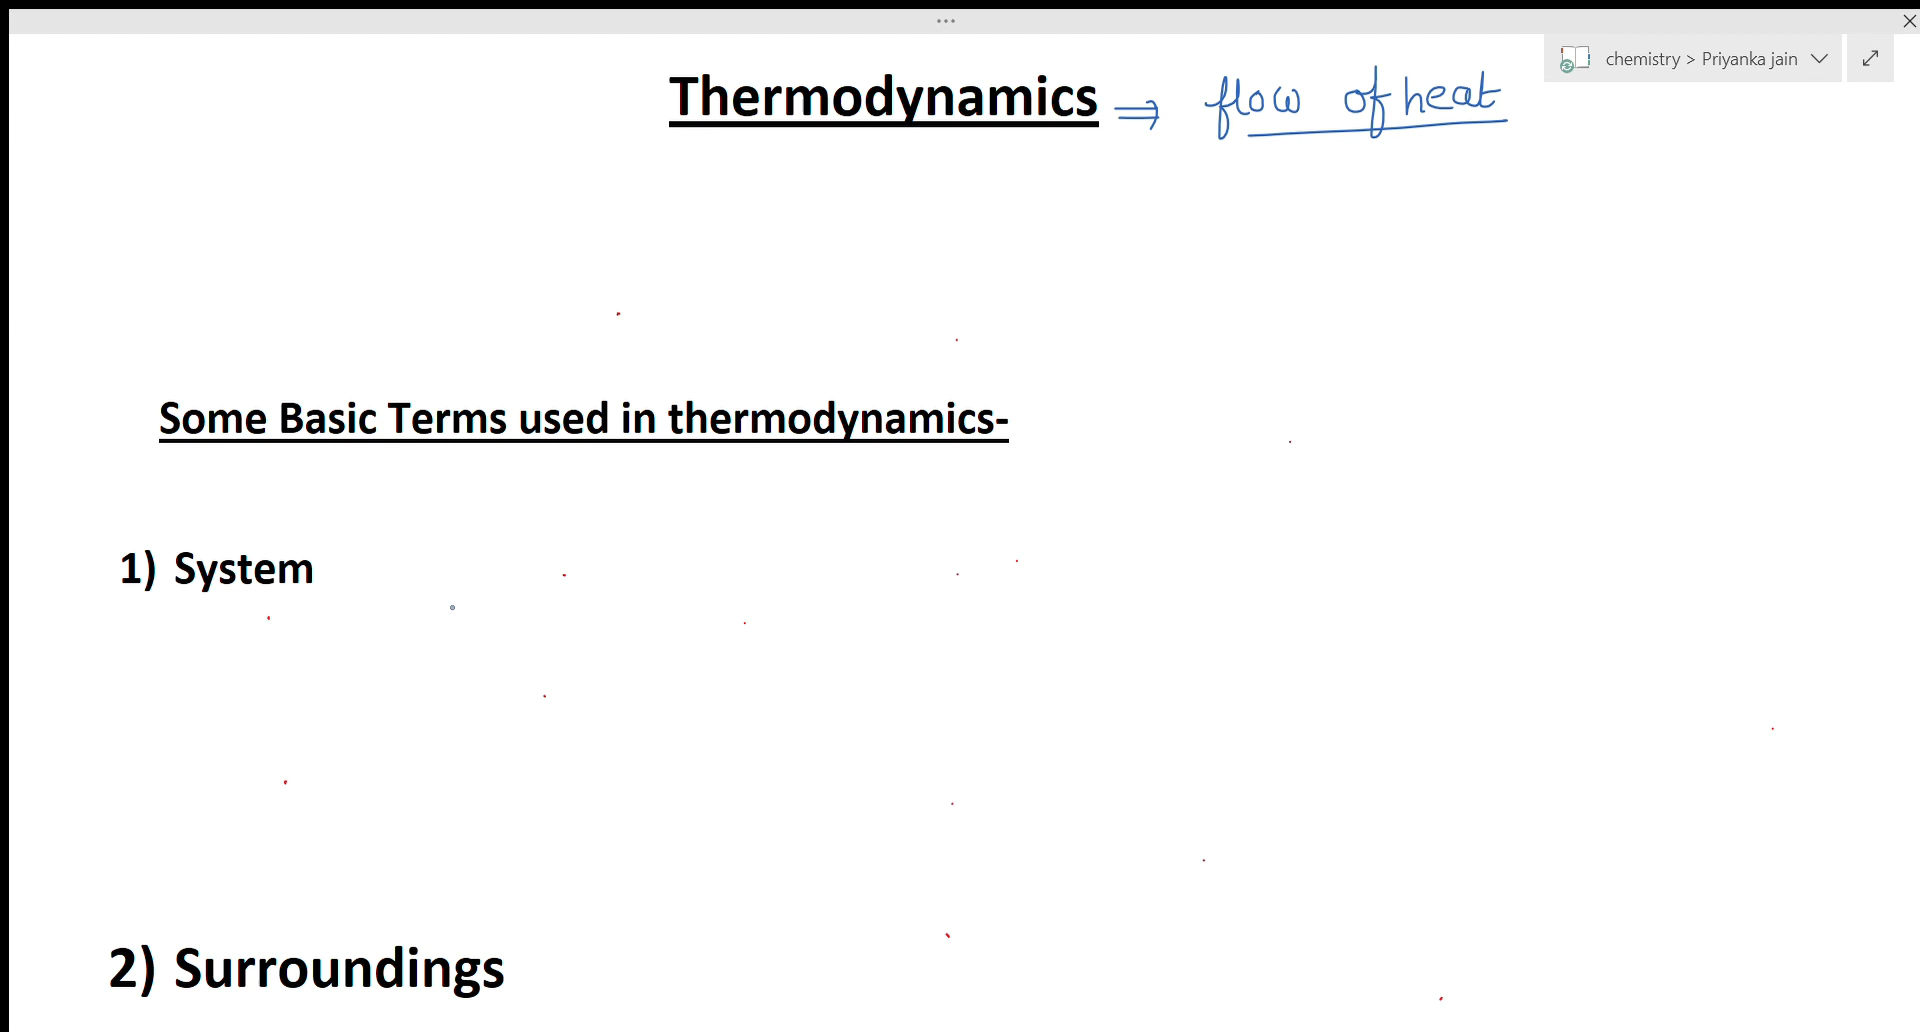 chemistry > Priyanka jain
Thermodynamics ⇒ flow of heat
Some Basic Terms used in thermodynamics-
1) System
2) Surroundings